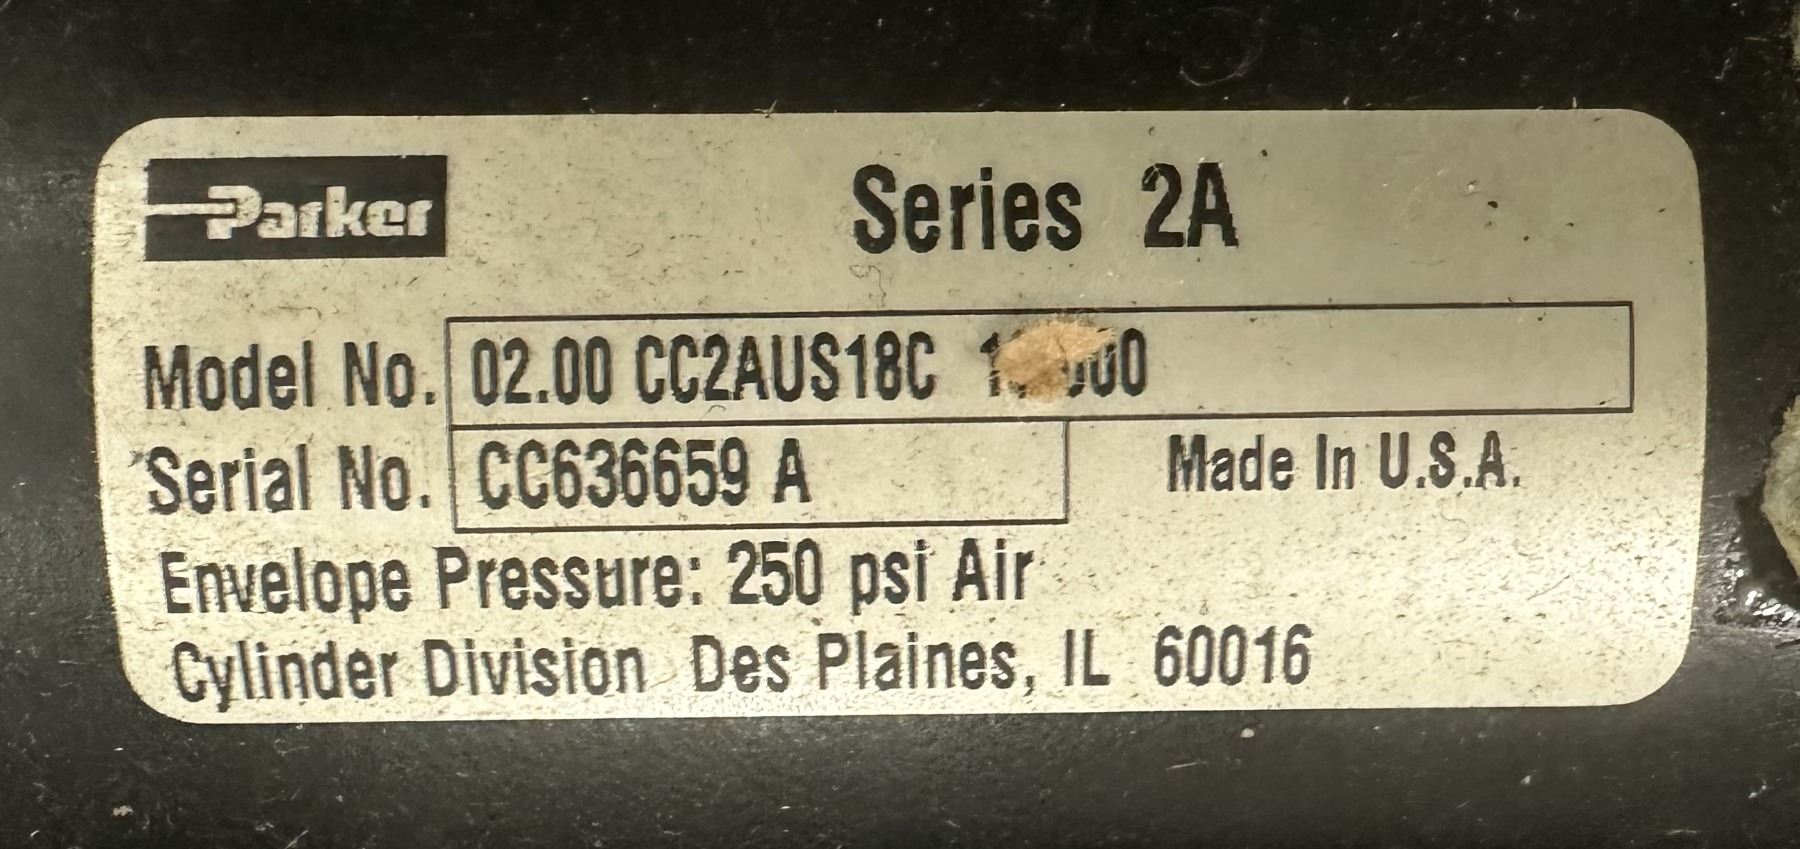 Parker
Series 2A
Model No. 02.00 CC2AUS18C
Serial No. CC636659 A
Made In U.S.A.
Envelope Pressure: 250 psi Air
Cylinder Division Des Plaines, IL 60016